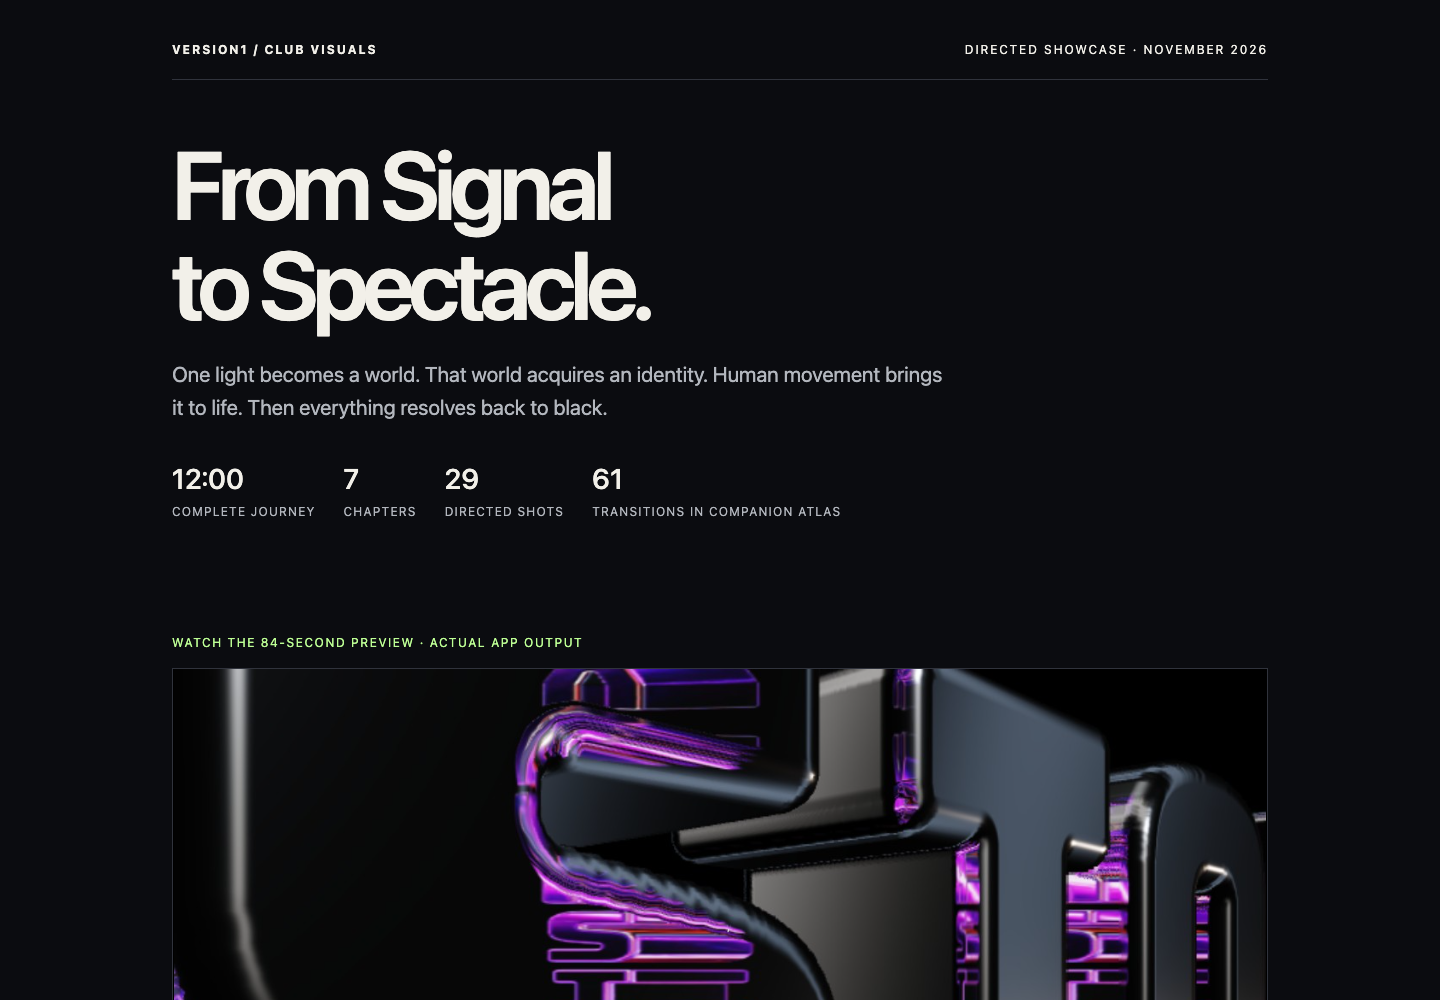 VERSION1 / CLUB VISUALS
DIRECTED SHOWCASE · NOVEMBER 2026
From Signal
to Spectacle.
One light becomes a world. That world acquires an identity. Human movement brings
it to life. Then everything resolves back to black.
12:00
COMPLETE JOURNEY
7
CHAPTERS
29
DIRECTED SHOTS
61
TRANSITIONS IN COMPANION ATLAS
WATCH THE 84-SECOND PREVIEW · ACTUAL APP OUTPUT